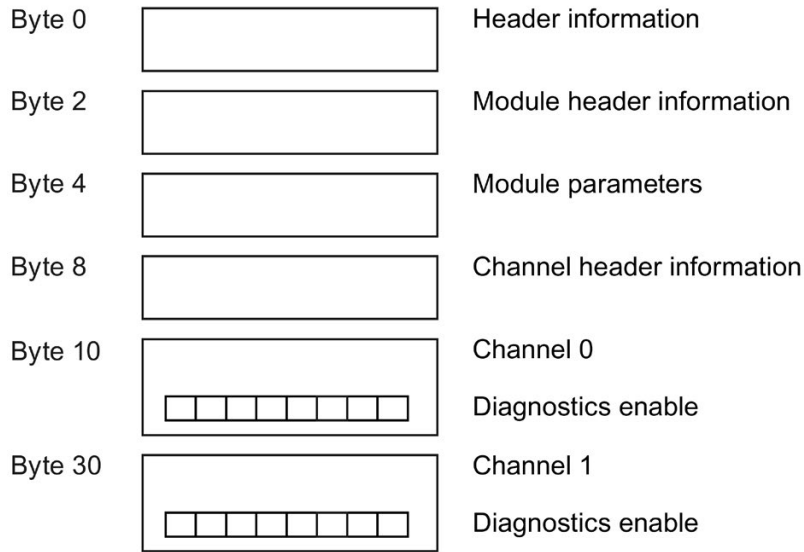 Byte 0 Header information
Byte 2 Module header information
Byte 4 Module parameters
Byte 8 Channel header information
Byte 10 Channel 0
Diagnostics enable
Byte 30 Channel 1
Diagnostics enable